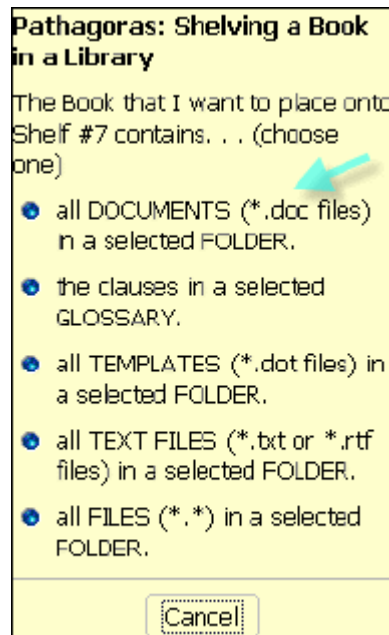 Pathagoras: Shelving a Book
in a Library
The Book that I want to place onto
Shelf #7 contains. . . (choose
one)
all DOCUMENTS (*.doc files)
in a selected FOLDER.
the clauses in a selected
GLOSSARY.
all TEMPLATES (*.dot files) in
a selected FOLDER.
all TEXT FILES (*.txt or *.rtf
files) in a selected FOLDER.
all FILES (*.*) in a selected
FOLDER.
Cancel